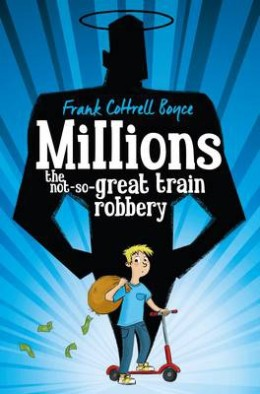 Frank Cottrell Boyce
Millions
the
not-so-great train
robbery